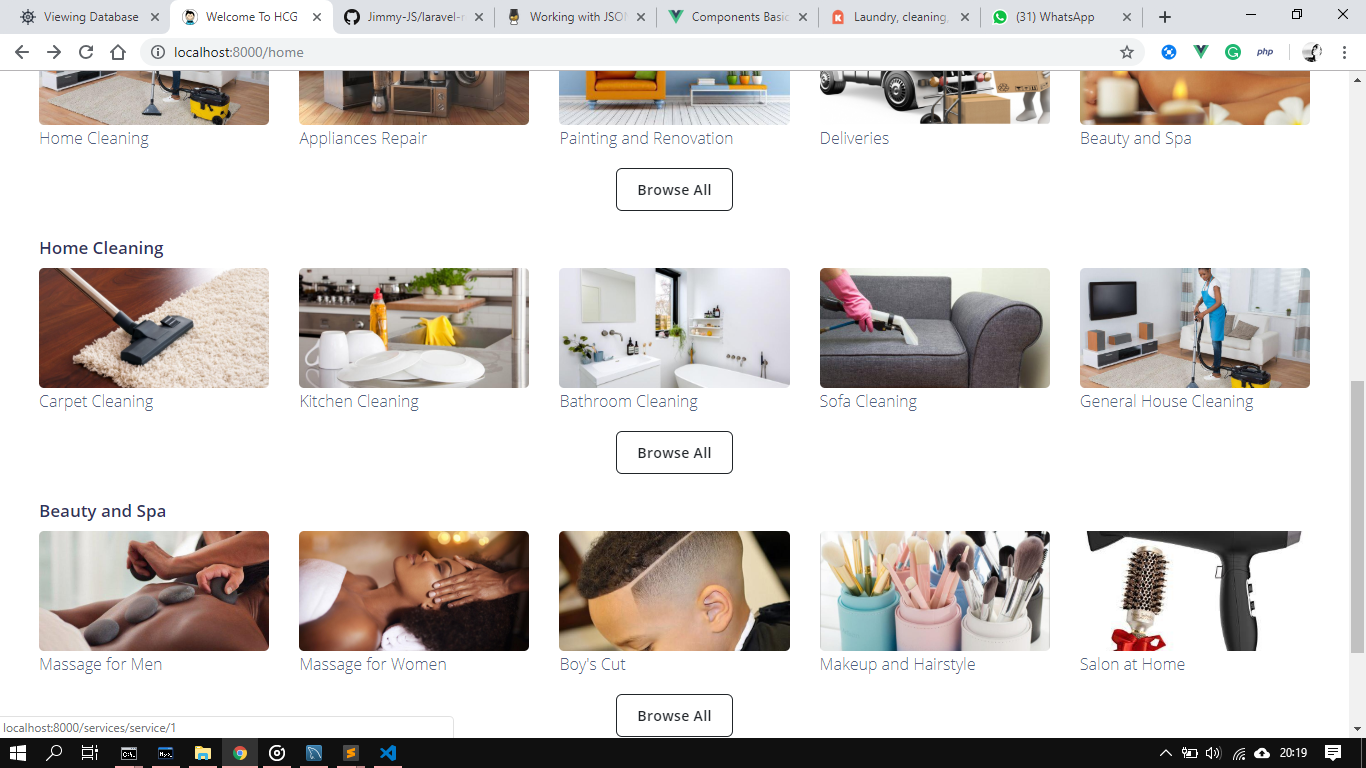 Viewing Database
Welcome To HCG
Jimmy-JS/laravel-r
Working with JSON
Components Basic
Laundry, cleaning,
(31) WhatsApp
localhost:8000/home
php
Home Cleaning
Appliances Repair
Painting and Renovation
Deliveries
Beauty and Spa
Browse All
Home Cleaning
Carpet Cleaning
Kitchen Cleaning
Bathroom Cleaning
Sofa Cleaning
General House Cleaning
Browse All
Beauty and Spa
Massage for Men
Massage for Women
Boy's Cut
Makeup and Hairstyle
Salon at Home
Browse All
localhost:8000/services/service/1
20:19